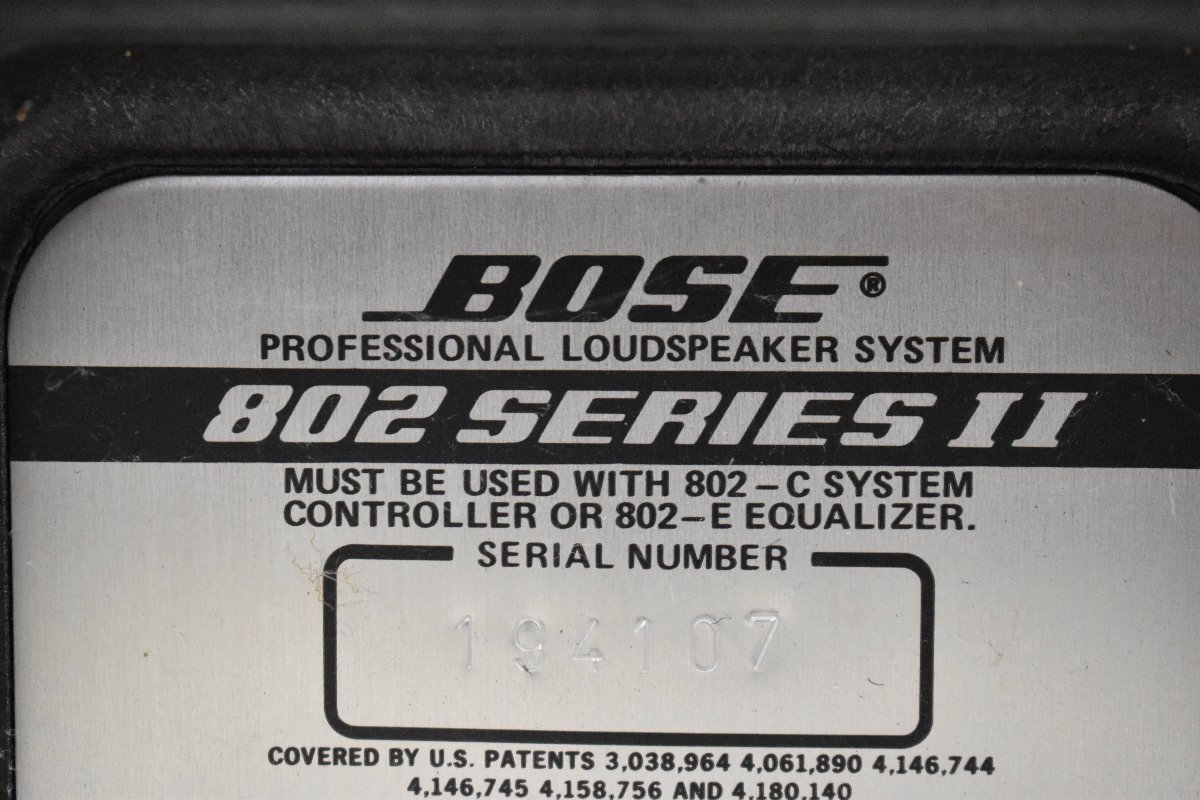 BOSE®
PROFESSIONAL LOUDSPEAKER SYSTEM
802 SERIES II
MUST BE USED WITH 802-C SYSTEM
CONTROLLER OR 802-E EQUALIZER.
SERIAL NUMBER
194107
COVERED BY U.S. PATENTS 3,038,964 4,061,890 4,146,744
4,146,745 4,158,756 AND 4,180,140